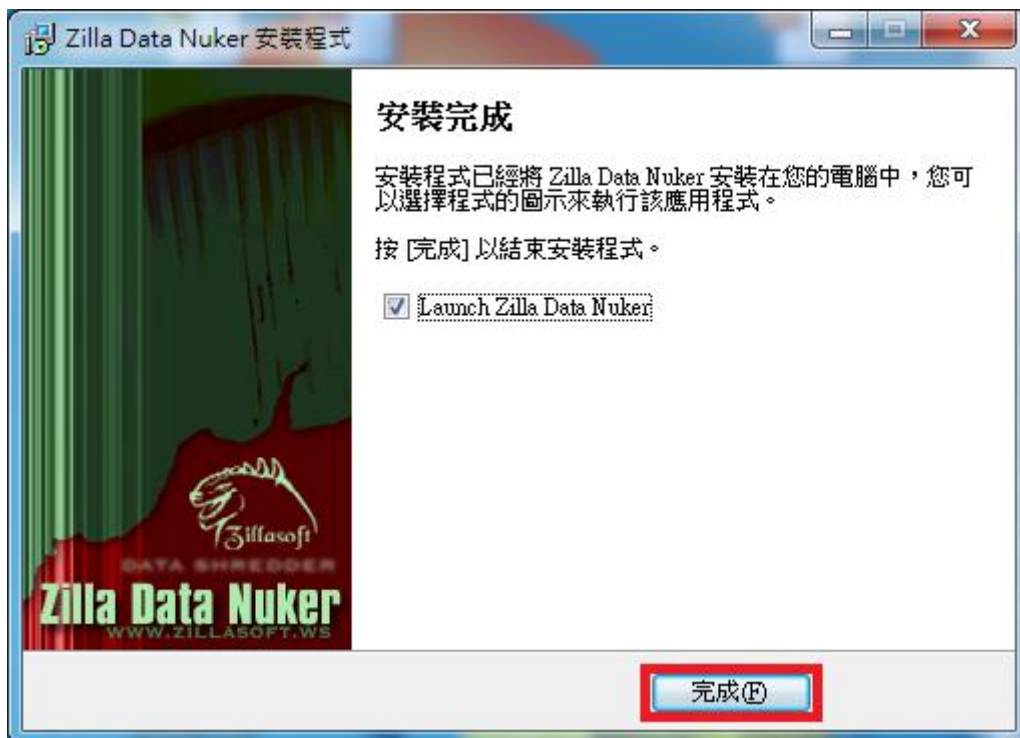 Zilla Data Nuker 安裝程式
安裝完成
安裝程式已經將 Zilla Data Nuker 安裝在您的電腦中，您可
以選擇程式的圖示來執行該應用程式。
按 [完成] 以結束安裝程式。
Launch Zilla Data Nuker
Zillasoft
DATA SHREDDER
Zilla Data Nuker
WWW.ZILLASOFT.WS
完成(F)